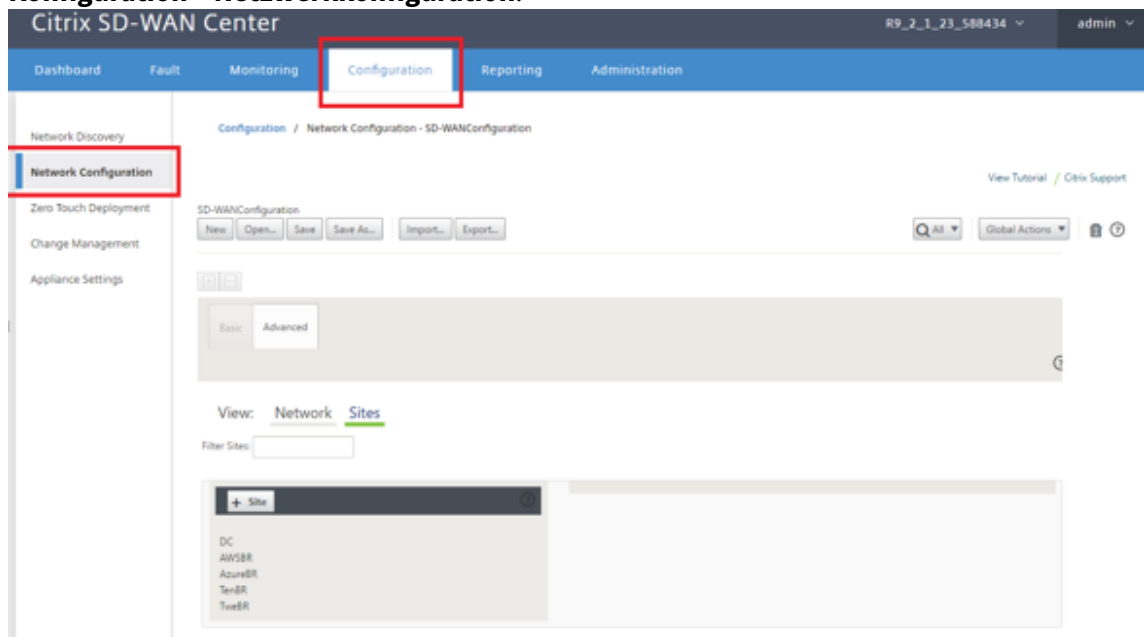 Konfiguration - Netzwerkkonfiguration.
Citrix SD-WAN Center
R9_2_1_23_588434 admin
Dashboard Fault Monitoring Configuration Reporting Administration
Network Discovery
Network Configuration
Zero Touch Deployment
Change Management
Appliance Settings
Configuration / Network Configuration - SD-WANConfiguration
View Tutorial / Citrix Support
SD-WANConfiguration
New Open... Save Save As... Import... Export... All Global Actions
Basic Advanced
View: Network Sites
Filter Sites:
+ Site
DC
AWSBR
AzureBR
TenBR
TweBR